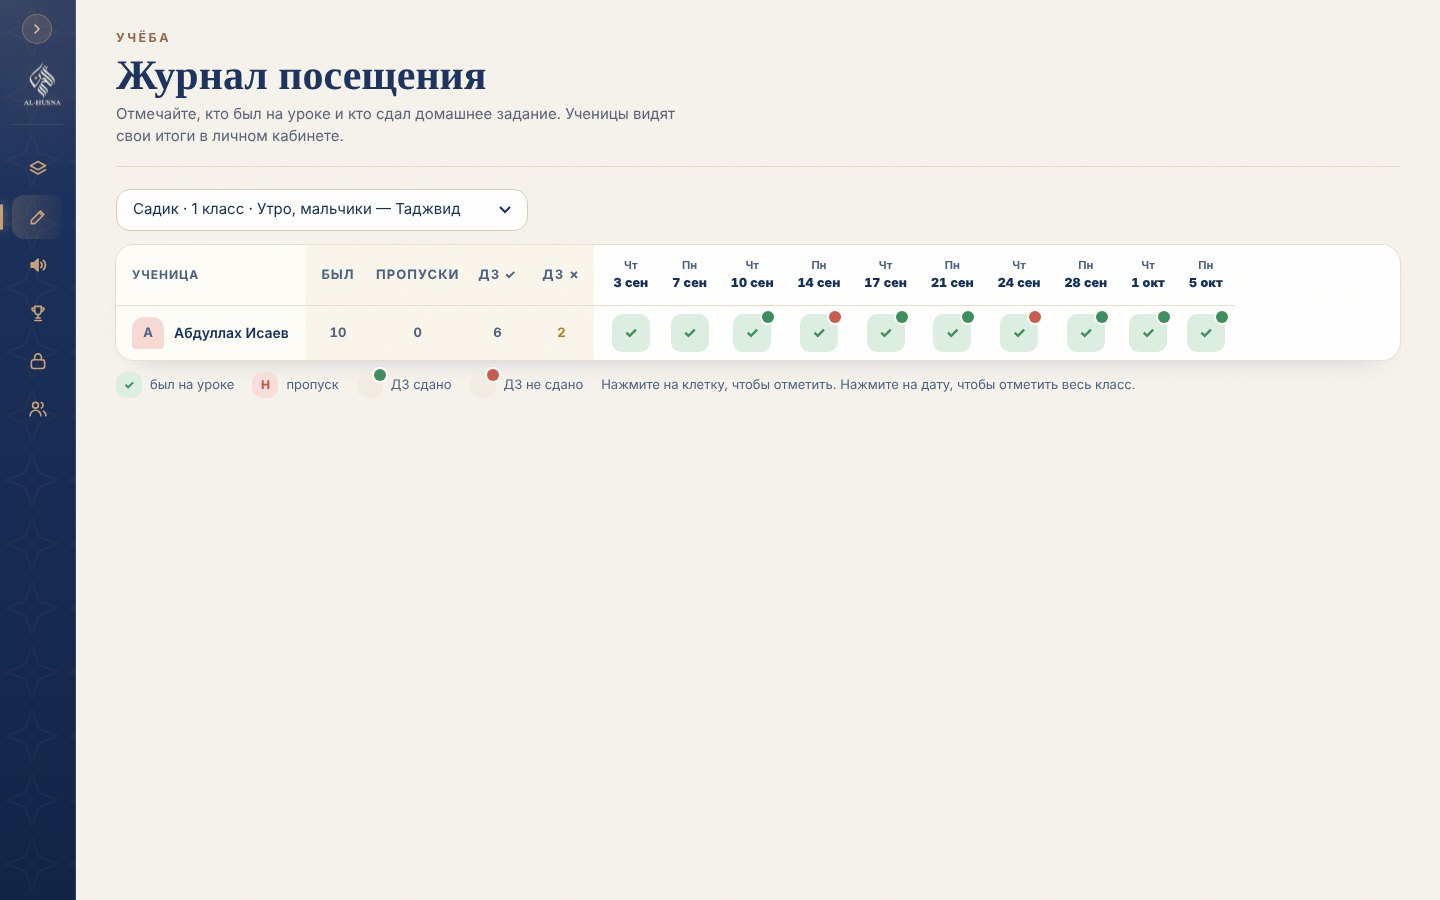 AL-HUSNA
УЧЁБА
Журнал посещения
Отмечайте, кто был на уроке и кто сдал домашнее задание. Ученицы видят
свои итоги в личном кабинете.
Садик · 1 класс · Утро, мальчики — Таджвид
УЧЕНИЦА БЫЛ ПРОПУСКИ ДЗ ✓ ДЗ × Чт Пн Чт Пн Чт Пн Чт Пн Чт Пн
3 сен 7 сен 10 сен 14 сен 17 сен 21 сен 24 сен 28 сен 1 окт 5 окт
А Абдуллах Исаев 10 0 6 2 ✓ ✓ ✓ ✓ ✓ ✓ ✓ ✓ ✓ ✓
✓ был на уроке Н пропуск ДЗ сдано ДЗ не сдано Нажмите на клетку, чтобы отметить. Нажмите на дату, чтобы отметить весь класс.